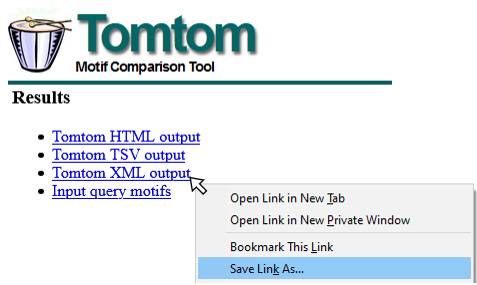 Tomtom
Motif Comparison Tool
Results
Tomtom HTML output
Tomtom TSV output
Tomtom XML output
Input query motifs
Open Link in New Tab
Open Link in New Private Window
Bookmark This Link
Save Link As...